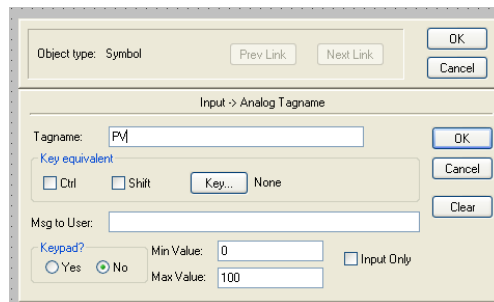 Object type: Symbol
Prev Link
Next Link
OK
Cancel
Input -> Analog Tagname
Tagname: PV
OK
Key equivalent
Cancel
Ctrl
Shift
Key...
None
Clear
Msg to User:
Keypad?
Yes
No
Min Value: 0
Input Only
Max Value: 100